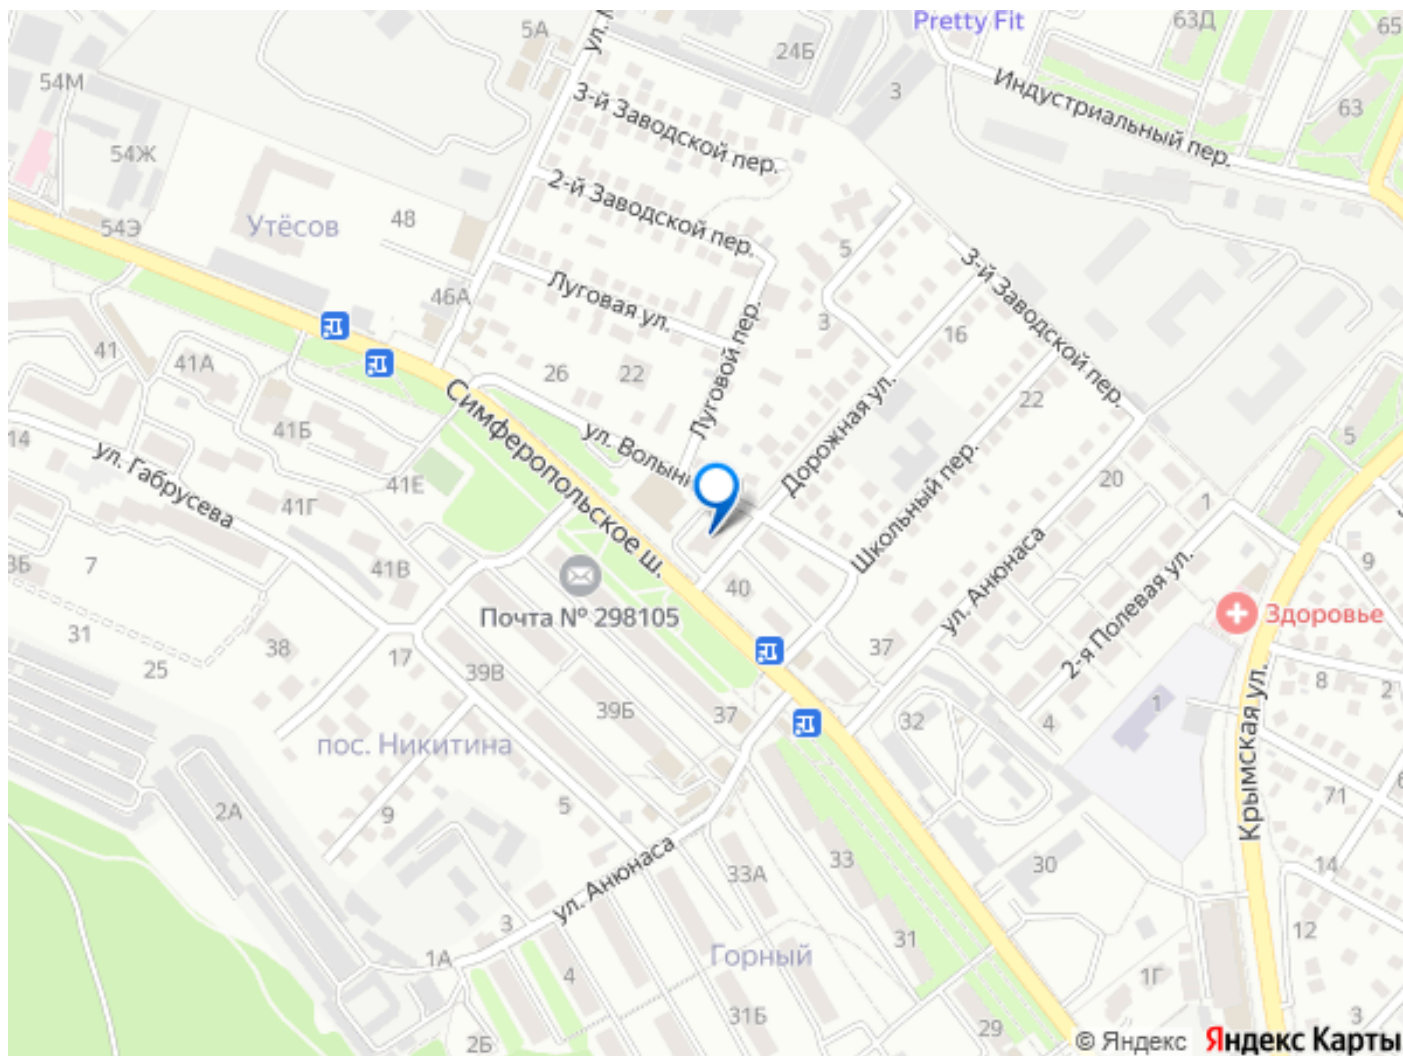 Pretty Fit
63Д
65
5А
ул.
24Б
54М
3
Индустриальный пер.
63
3-й Заводской пер.
54Ж
2-й Заводской пер.
48
Утёсов
54Э
5
3-й Заводской пер.
Луговая ул.
46А
Луговой пер.
3
16
41
41А
26
22
Симферопольское ш.
Дорожная ул.
22
14
41Б
ул. Волын
5
ул. Габрусева
41Е
Школьный пер.
20
1
41Г
3Б
7
41В
Почта № 298105
40
ул. Анюнаса
2-я Полевая ул.
9
Здоровье
31
25
38
17
39В
37
8
2
39Б
37
32
4
1
Крымская ул.
пос. Никитина
2А
9
5
71
6
33А
33
30
14
ул. Анюнаса
3
1А
4
Горный
31
12
1Г
31Б
29
3
2Б
© Яндекс Яндекс Карты